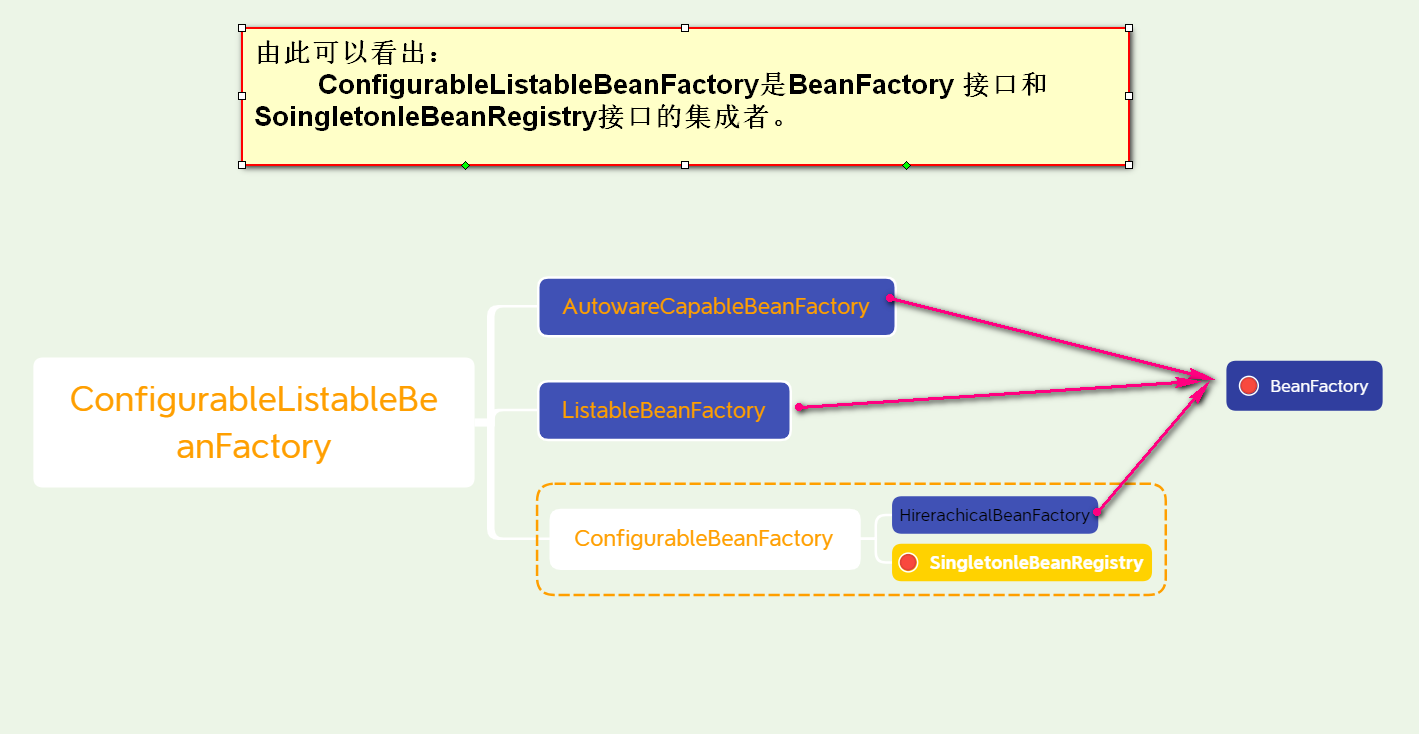 由此可以看出：
ConfigurableListableBeanFactory是BeanFactory 接口和
SoingletonleBeanRegistry接口的集成者。
AutowareCapableBeanFactory
ConfigurableListableBe
anFactory
ListableBeanFactory
BeanFactory
ConfigurableBeanFactory
HirerachicalBeanFactory
SingletonleBeanRegistry